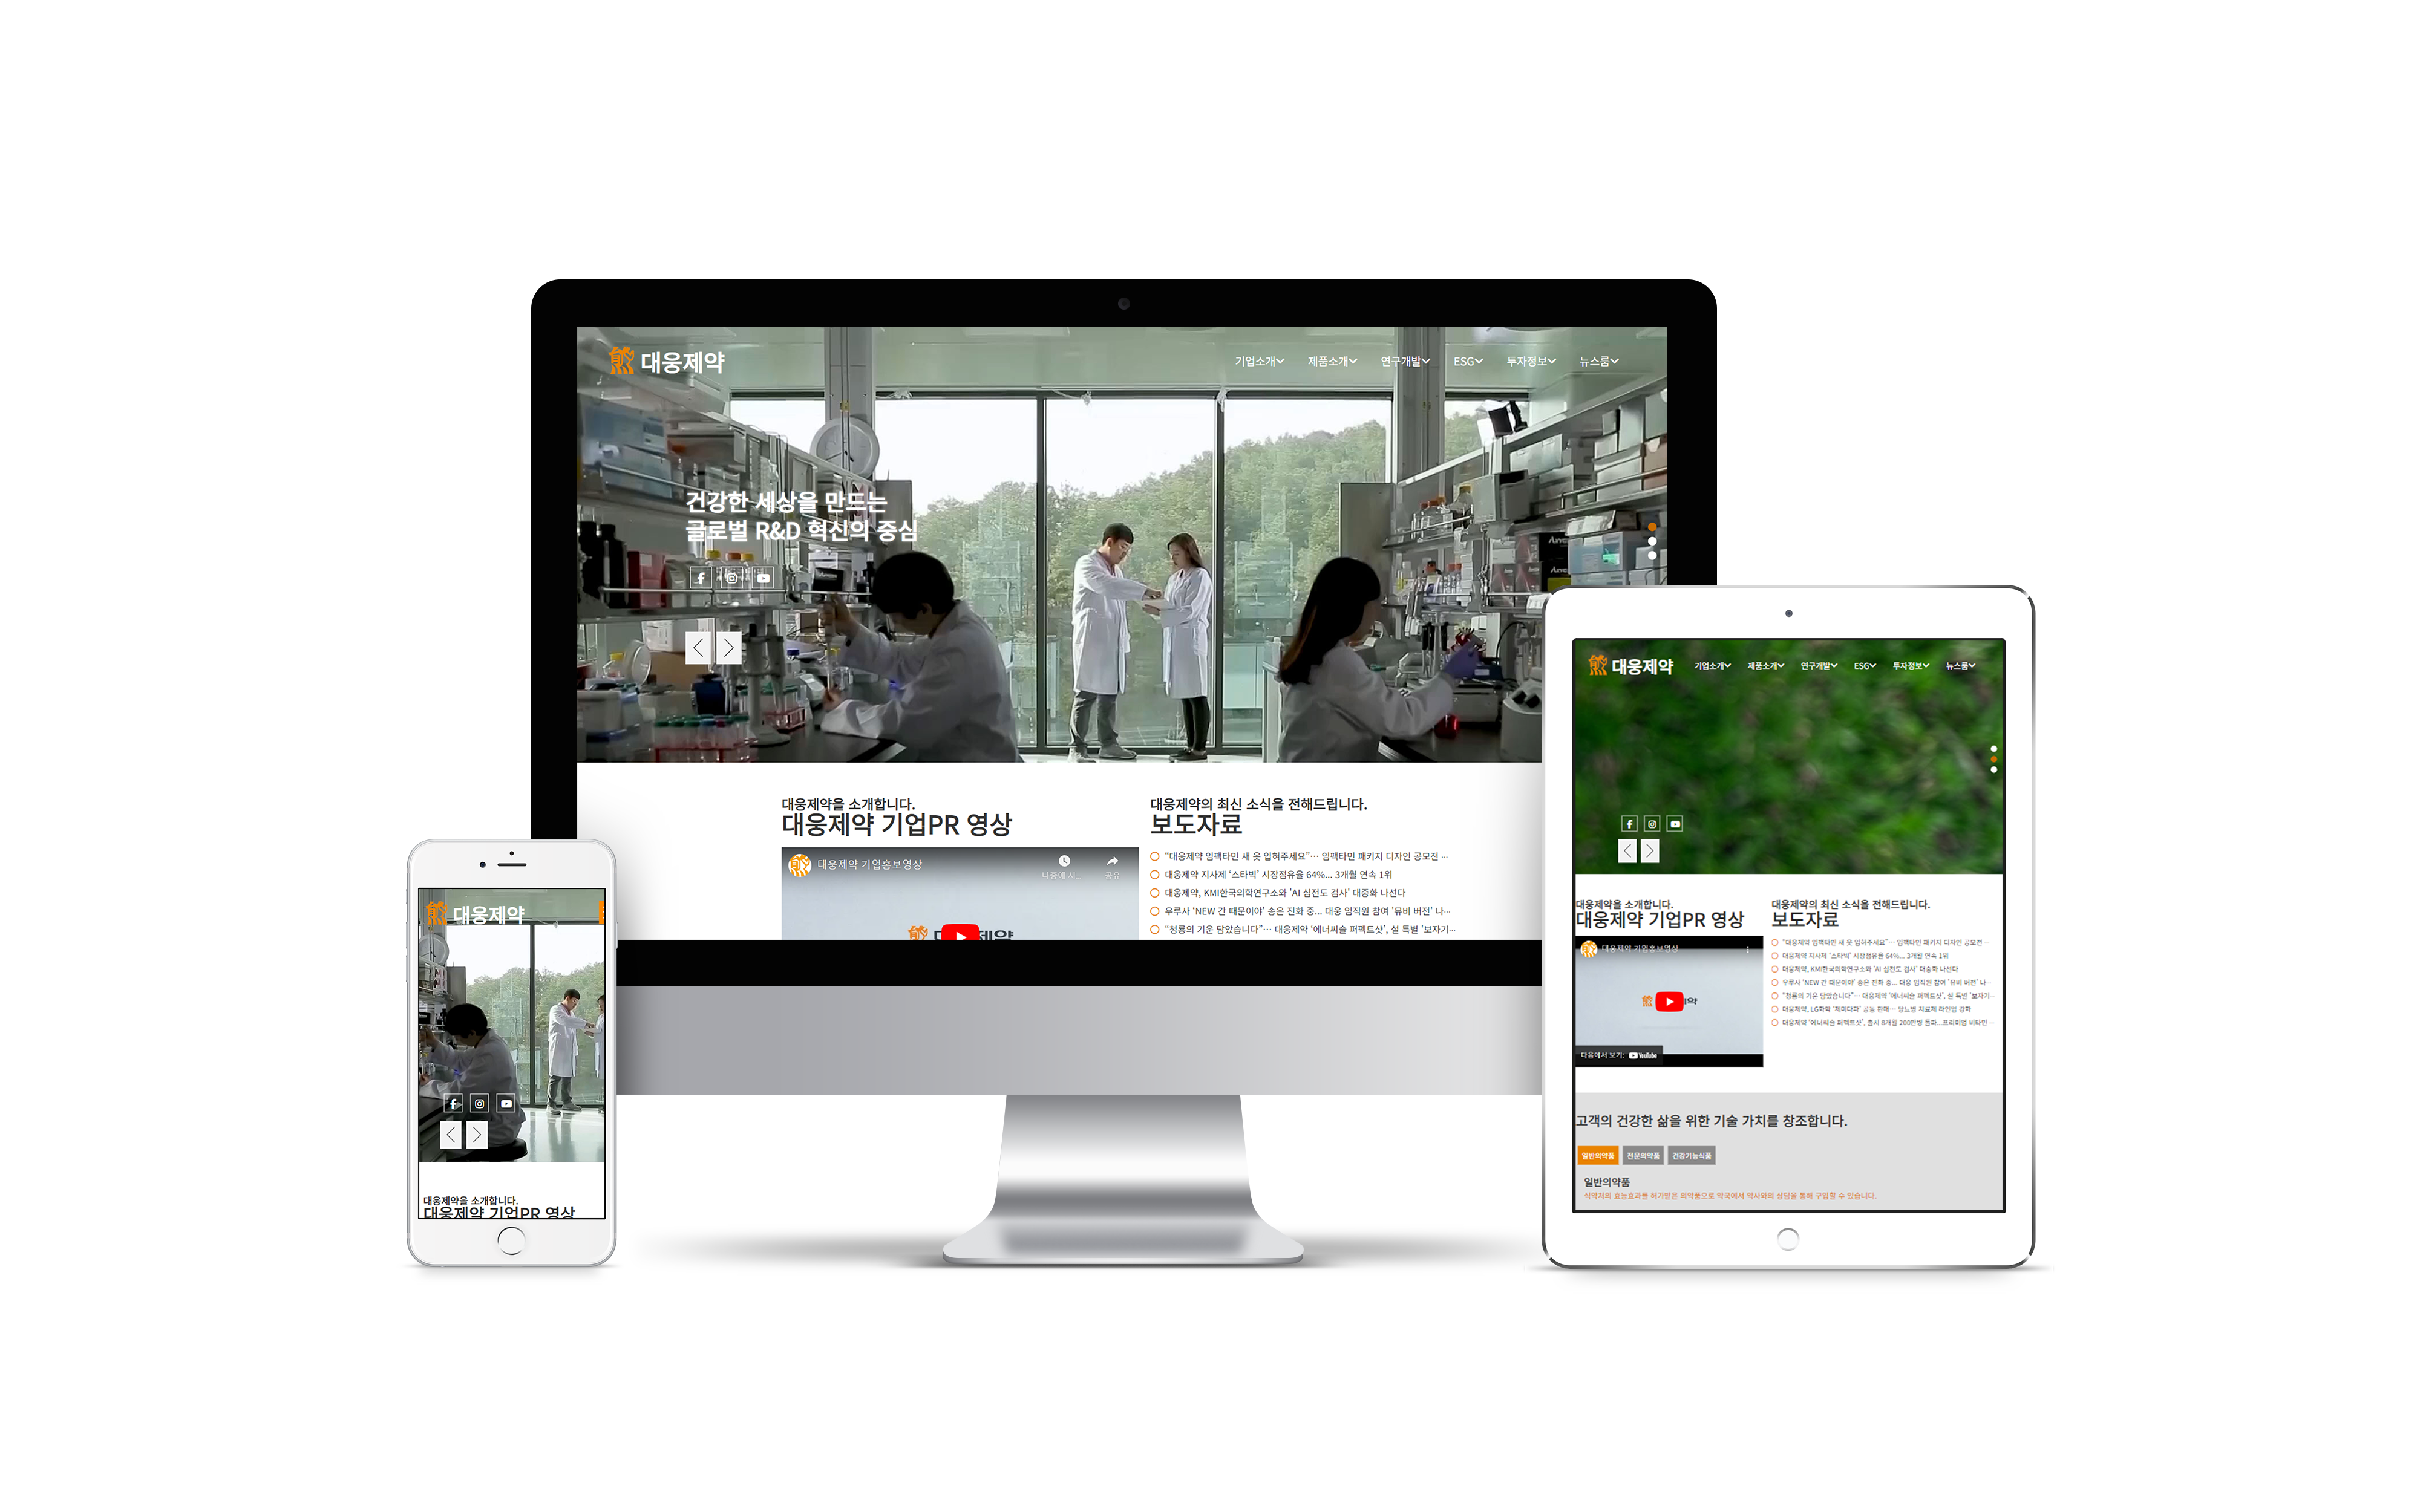 대웅제약
기업소개 제품소개 연구개발 ESG 투자정보 뉴스룸
건강한 세상을 만드는
글로벌 R&D 혁신의 중심
대웅제약을 소개합니다.
대웅제약 기업PR 영상
대웅제약 기업홍보영상
나중에 시...
공유
대웅제약의 최신 소식을 전해드립니다.
보도자료
“대웅제약 임팩타민 새 옷 입혀주세요”… 임팩타민 패키지 디자인 공모전 …
대웅제약 지사제 ‘스타빅’ 시장점유율 64%... 3개월 연속 1위
대웅제약, KMI한국의학연구소와 'AI 심전도 검사' 대중화 나선다
우루사 ‘NEW 간 때문이야’ 송은 진화 중... 대웅 임직원 참여 '뮤비 버전' 나…
“청룡의 기운 담았습니다”… 대웅제약 ‘에너씨슬 퍼펙트샷’, 설 특별 '보자기…
대웅제약
대웅제약을 소개합니다.
대웅제약 기업PR 영상
대웅제약
기업소개 제품소개 연구개발 ESG 투자정보 뉴스룸
대웅제약을 소개합니다.
대웅제약 기업PR 영상
대웅제약 기업홍보영상
다음에서 보기: YouTube
대웅제약의 최신 소식을 전해드립니다.
보도자료
“대웅제약 임팩타민 새 옷 입혀주세요”… 임팩타민 패키지 디자인 공모전 …
대웅제약 지사제 ‘스타빅’ 시장점유율 64%... 3개월 연속 1위
대웅제약, KMI한국의학연구소와 'AI 심전도 검사' 대중화 나선다
우루사 ‘NEW 간 때문이야’ 송은 진화 중... 대웅 임직원 참여 '뮤비 버전' 나…
“청룡의 기운 담았습니다”… 대웅제약 ‘에너씨슬 퍼펙트샷’, 설 특별 '보자기…
대웅제약, LG화학 ‘제미다파’ 공동 판매… 당뇨병 치료제 라인업 강화
대웅제약 ‘에너씨슬 퍼펙트샷’, 출시 8개월 200만병 돌파...프리미엄 비타민 …
고객의 건강한 삶을 위한 기술 가치를 창조합니다.
일반의약품 전문의약품 건강기능식품
일반의약품
식약처의 효능효과를 허가받은 의약품으로 약국에서 약사와의 상담을 통해 구입할 수 있습니다.